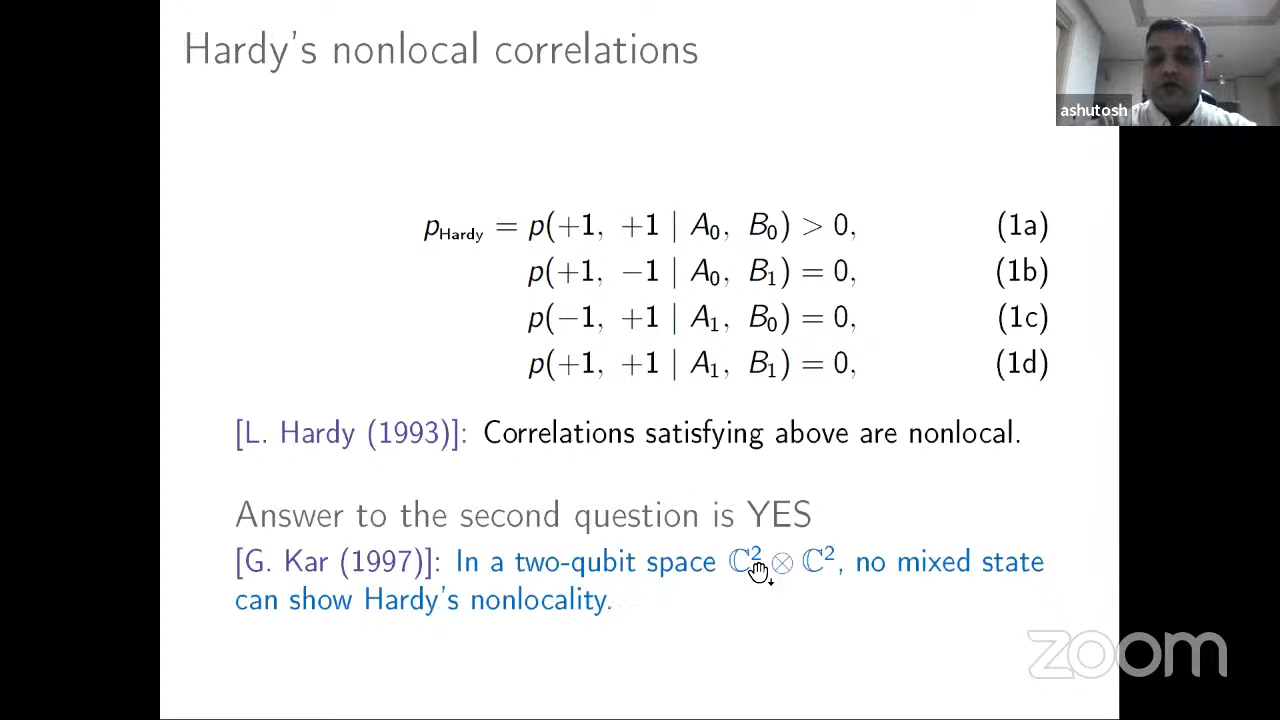 Hardy's nonlocal correlations
ashutosh
p_Hardy = p(+1, +1 | A_0, B_0) > 0, (1a)
p(+1, −1 | A_0, B_1) = 0, (1b)
p(−1, +1 | A_1, B_0) = 0, (1c)
p(+1, +1 | A_1, B_1) = 0, (1d)
[L. Hardy (1993)]: Correlations satisfying above are nonlocal.
Answer to the second question is YES
[G. Kar (1997)]: In a two-qubit space ℂ² ⊗ ℂ², no mixed state
can show Hardy's nonlocality.
zoom